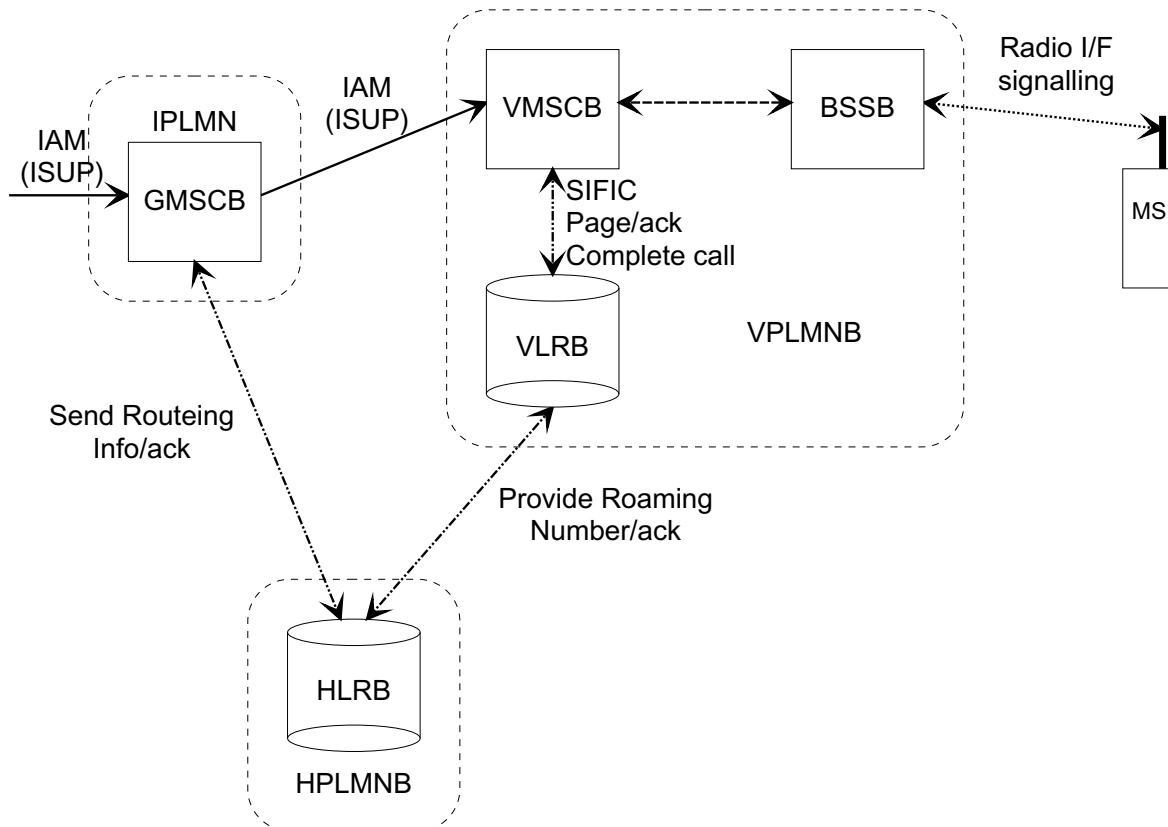 Radio I/F
signalling
IAM
(ISUP)
VMSCB
BSSB
IPLMN
IAM
(ISUP)
GMSCB
SIFIC
Page/ack
Complete call
MS
VLRB
VPLMNB
Send Routeing
Info/ack
Provide Roaming
Number/ack
HLRB
HPLMNB